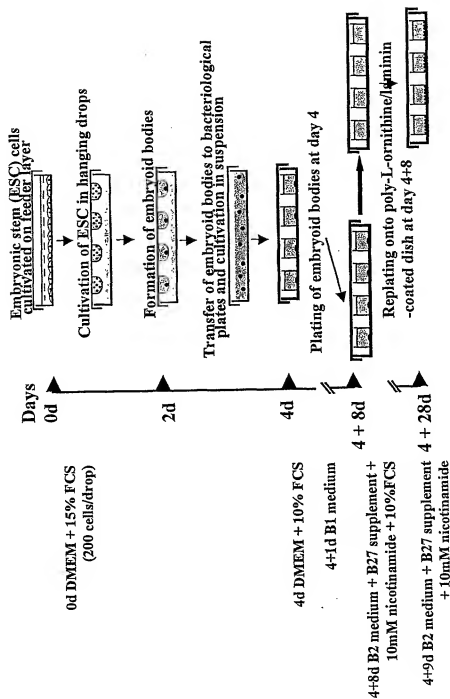 Embryonic stem (ESC) cells
cultivated on feeder layer
Cultivation of ESC in hanging drops
Formation of embryoid bodies
Transfer of embryoid bodies to bacteriological
plates and cultivation in suspension
Plating of embryoid bodies at day 4
Replating onto poly-L-ornithine/laminin
-coated dish at day 4+8
Days
0d
2d
4d
4 + 8d
4 + 28d
0d DMEM + 15% FCS
(200 cells/drop)
4d DMEM + 10% FCS
4+1d B1 medium
4+8d B2 medium + B27 supplement +
10mM nicotinamide + 10%FCS
4+9d B2 medium + B27 supplement
+ 10mM nicotinamide